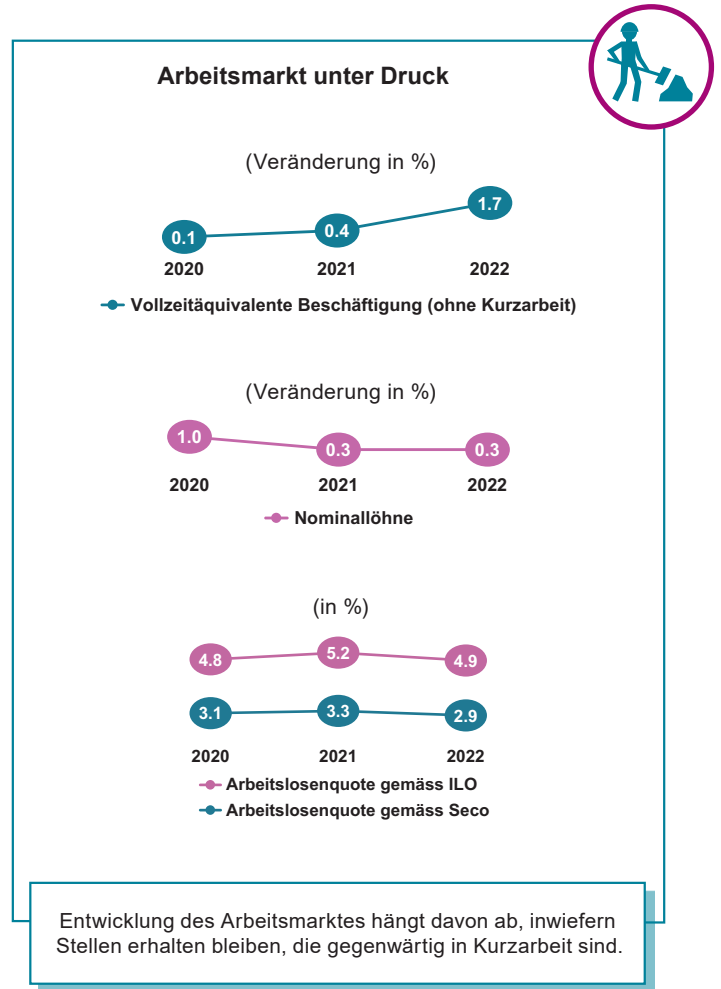 Arbeitsmarkt unter Druck
(Veränderung in %)
0.1 0.4 1.7
2020 2021 2022
Vollzeitäquivalente Beschäftigung (ohne Kurzarbeit)
(Veränderung in %)
1.0 0.3 0.3
2020 2021 2022
Nominallöhne
(in %)
4.8 5.2 4.9
3.1 3.3 2.9
2020 2021 2022
Arbeitslosenquote gemäss ILO
Arbeitslosenquote gemäss Seco
Entwicklung des Arbeitsmarktes hängt davon ab, inwiefern
Stellen erhalten bleiben, die gegenwärtig in Kurzarbeit sind.